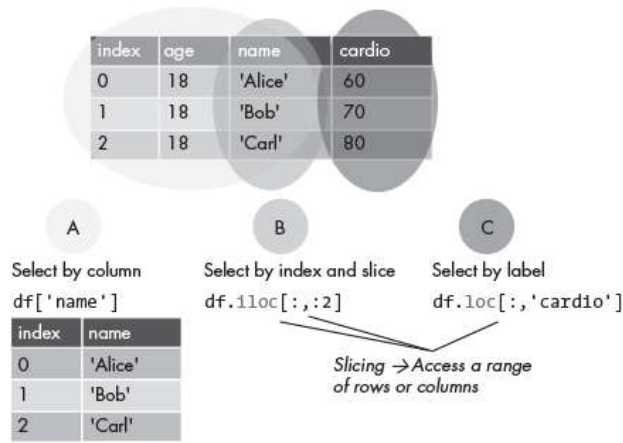 index age name cardio
0 18 'Alice' 60
1 18 'Bob' 70
2 18 'Carl' 80
A B C
Select by column Select by index and slice Select by label
df['name'] df.iloc[:,:2] df.loc[:,'cardio']
index name
0 'Alice'
1 'Bob'
2 'Carl'
Slicing → Access a range
of rows or columns